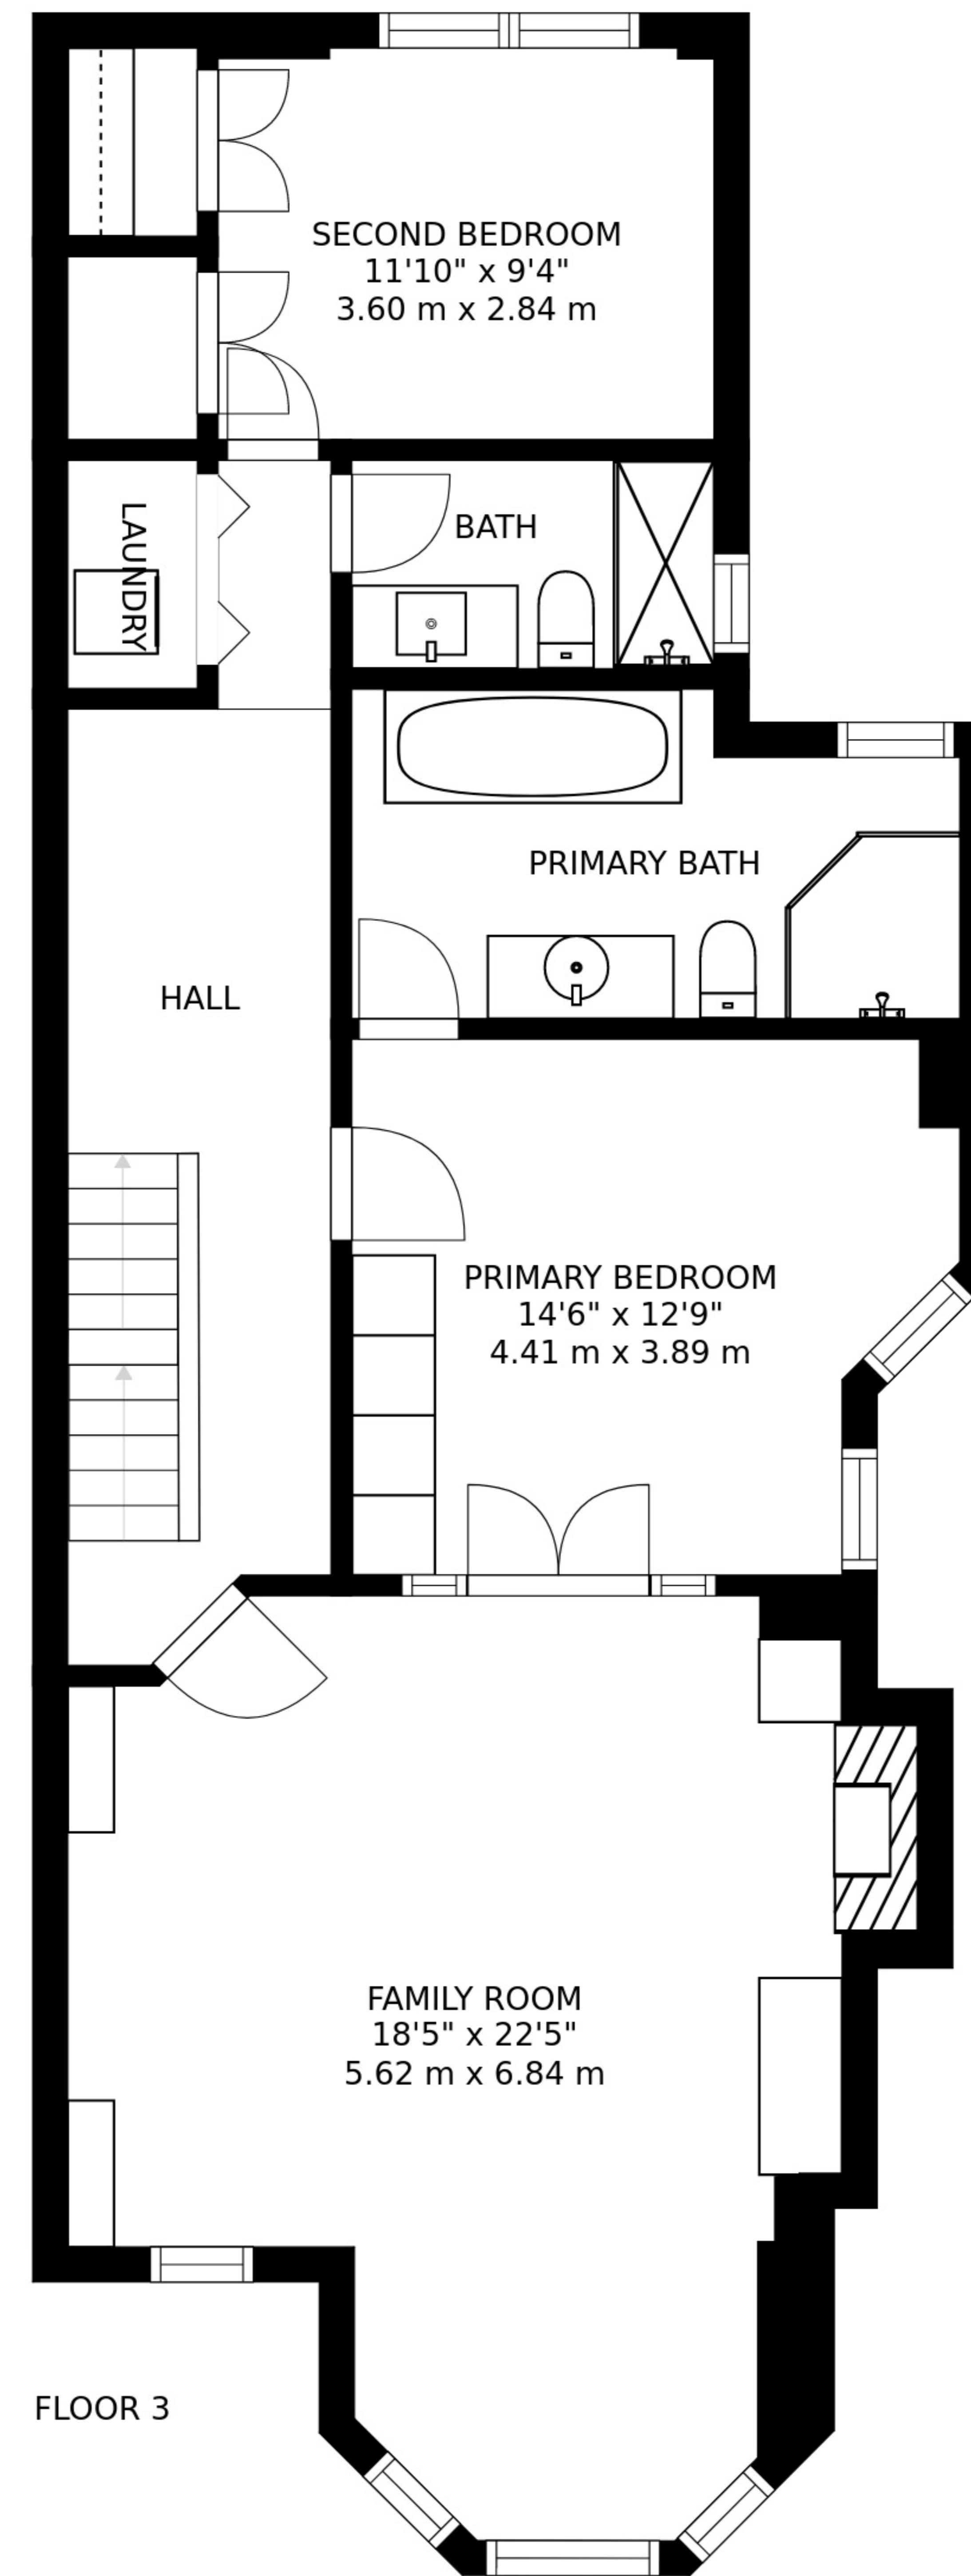 SECOND BEDROOM
11'10" x 9'4"
3.60 m x 2.84 m
LAUNDRY
BATH
PRIMARY BATH
HALL
PRIMARY BEDROOM
14'6" x 12'9"
4.41 m x 3.89 m
FAMILY ROOM
18'5" x 22'5"
5.62 m x 6.84 m
FLOOR 3